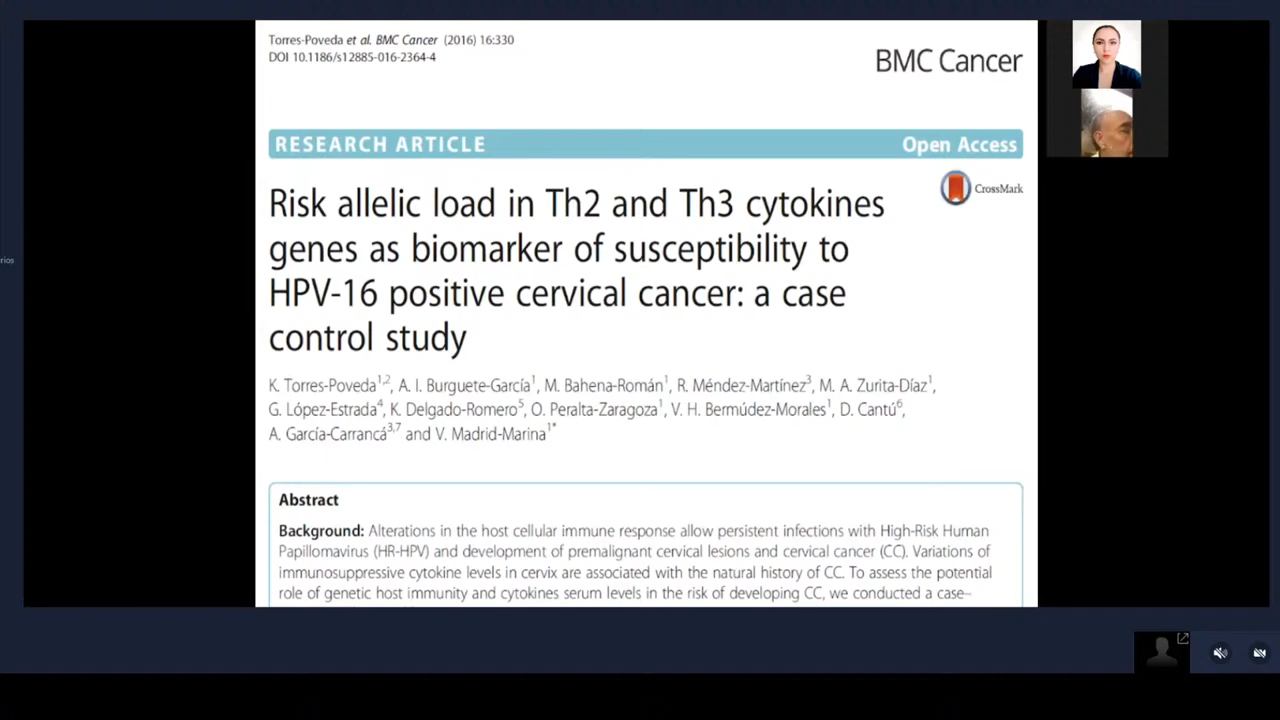 Torres-Poveda et al. BMC Cancer (2016) 16:330
DOI 10.1186/s12885-016-2364-4
BMC Cancer
RESEARCH ARTICLE
Open Access
CrossMark
Risk allelic load in Th2 and Th3 cytokines
genes as biomarker of susceptibility to
HPV-16 positive cervical cancer: a case
control study
K. Torres-Poveda1,2, A. I. Burguete-García1, M. Bahena-Román1, R. Méndez-Martínez3, M. A. Zurita-Díaz1,
G. López-Estrada4, K. Delgado-Romero5, O. Peralta-Zaragoza1, V. H. Bermúdez-Morales1, D. Cantú6,
A. García-Carrancá3,7 and V. Madrid-Marina1*
Abstract
Background: Alterations in the host cellular immune response allow persistent infections with High-Risk Human
Papillomavirus (HR-HPV) and development of premalignant cervical lesions and cervical cancer (CC). Variations of
immunosuppressive cytokine levels in cervix are associated with the natural history of CC. To assess the potential
role of genetic host immunity and cytokines serum levels in the risk of developing CC, we conducted a case–
rios